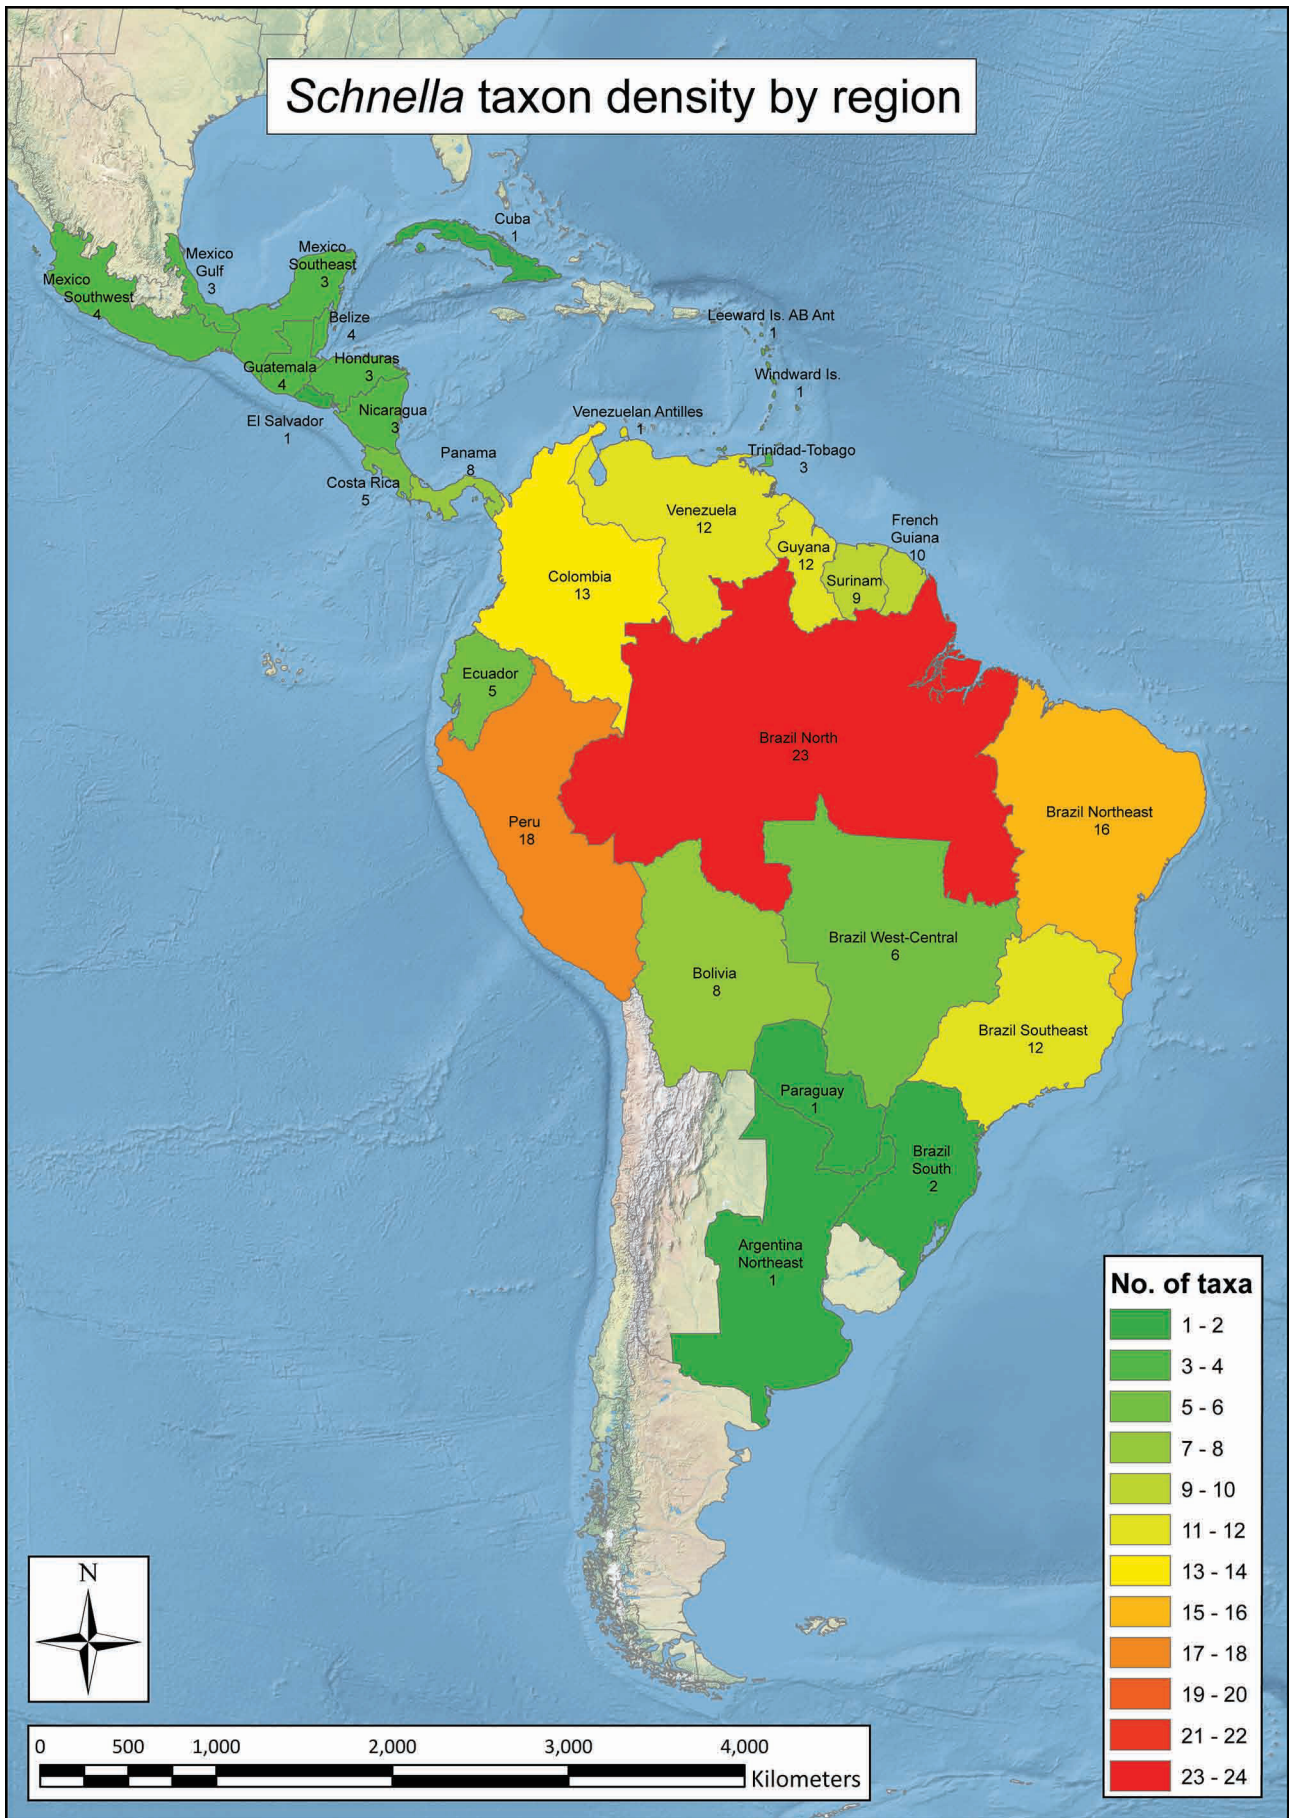 Schnella taxon density by region
Cuba
1
Mexico
Gulf
3
Mexico
Southeast
3
Mexico
Southwest
4
Belize
4
Leeward Is. AB Ant
1
Guatemala
4
Honduras
3
Windward Is.
1
El Salvador
1
Nicaragua
3
Venezuelan Antilles
1
Panama
8
Trinidad-Tobago
3
Costa Rica
5
Venezuela
12
French
Guiana
10
Guyana
12
Surinam
9
Colombia
13
Ecuador
5
Brazil North
23
Peru
18
Brazil Northeast
16
Brazil West-Central
6
Bolivia
8
Brazil Southeast
12
Paraguay
1
Brazil
South
2
Argentina
Northeast
1
No. of taxa
1 - 2
3 - 4
5 - 6
7 - 8
9 - 10
11 - 12
13 - 14
15 - 16
17 - 18
19 - 20
21 - 22
23 - 24
N
0 500 1,000 2,000 3,000 4,000
Kilometers